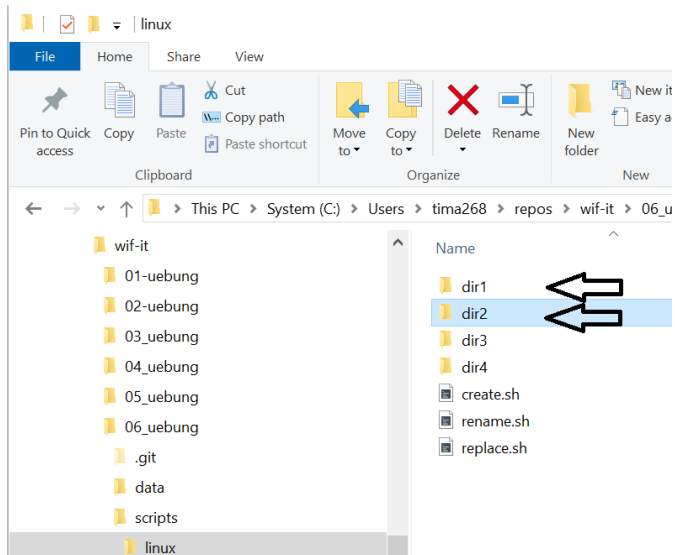 linux
File Home Share View
Pin to Quick access
Copy
Paste
Cut
Copy path
Paste shortcut
Move to
Copy to
Delete
Rename
New folder
New it
Easy a
Clipboard
Organize
New
This PC > System (C:) > Users > tima268 > repos > wif-it > 06_u
wif-it
01-uebung
02-uebung
03_uebung
04_uebung
05_uebung
06_uebung
.git
data
scripts
linux
Name
dir1
dir2
dir3
dir4
create.sh
rename.sh
replace.sh